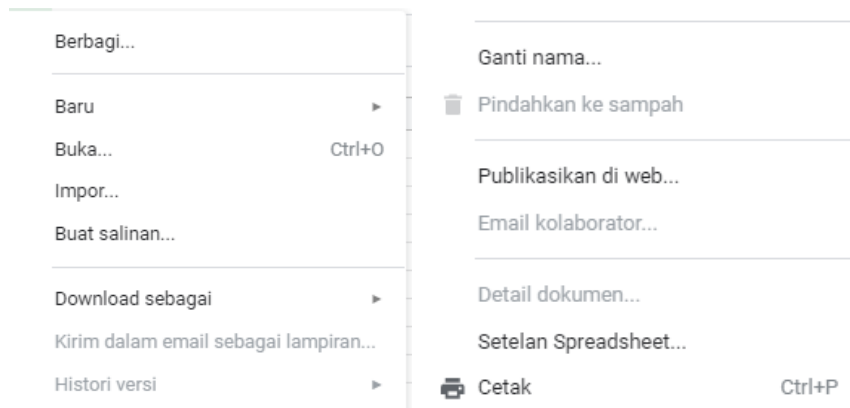 Berbagi...
Baru
Buka... Ctrl+O
Impor...
Buat salinan...
Download sebagai
Kirim dalam email sebagai lampiran...
Histori versi
Ganti nama...
Pindahkan ke sampah
Publikasikan di web...
Email kolaborator...
Detail dokumen...
Setelan Spreadsheet...
Cetak Ctrl+P